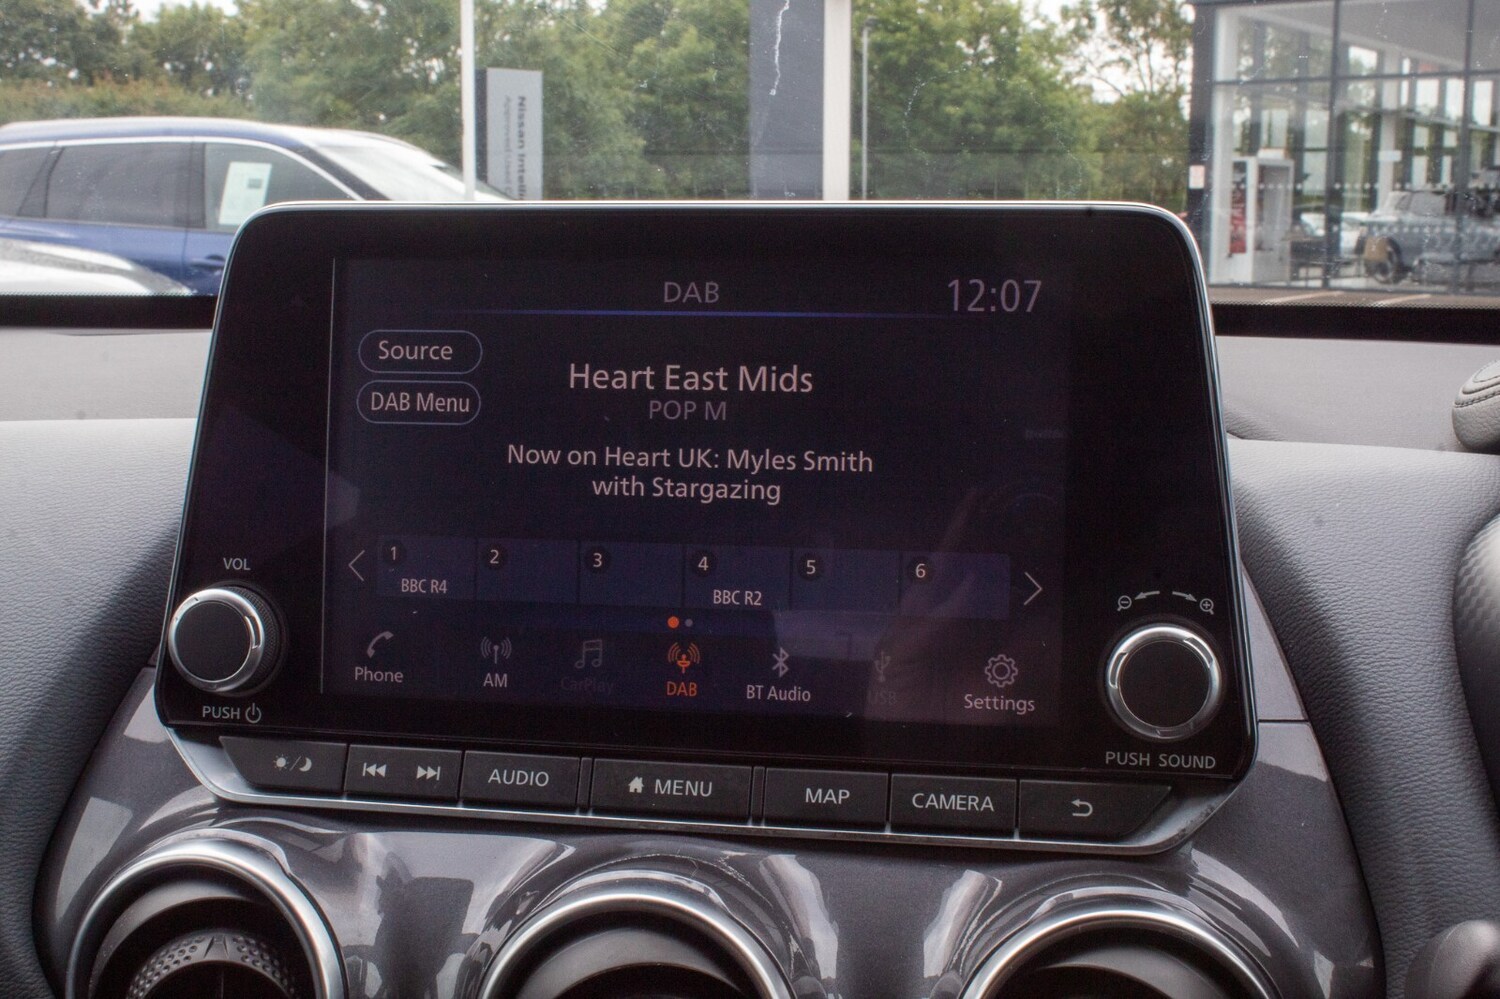 Nissan Intelli
DAB
12:07
Source
DAB Menu
Heart East Mids
POP M
Now on Heart UK: Myles Smith
with Stargazing
1 2 3 4 5 6
BBC R4 BBC R2
Phone AM CarPlay DAB BT Audio USB Settings
VOL
PUSH
PUSH SOUND
AUDIO MENU MAP CAMERA